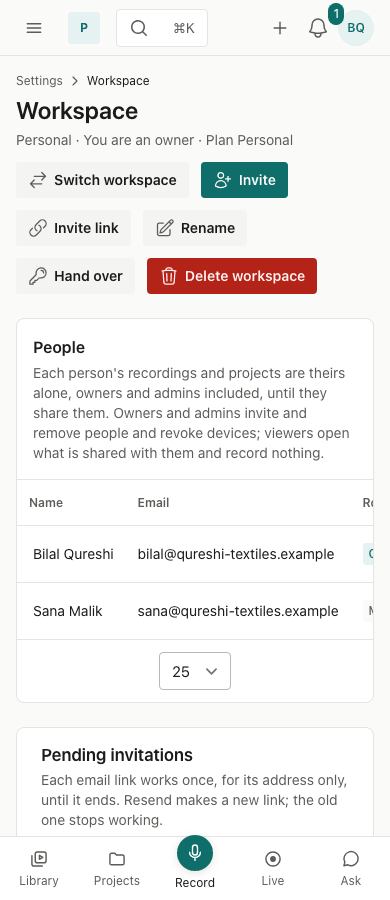 P
⌘K
1
BQ
Settings > Workspace
Workspace
Personal · You are an owner · Plan Personal
Switch workspace
Invite
Invite link
Rename
Hand over
Delete workspace
People
Each person's recordings and projects are theirs
alone, owners and admins included, until they
share them. Owners and admins invite and
remove people and revoke devices; viewers open
what is shared with them and record nothing.
Name Email
Bilal Qureshi bilal@qureshi-textiles.example
Sana Malik sana@qureshi-textiles.example
25
Pending invitations
Each email link works once, for its address only,
until it ends. Resend makes a new link; the old
one stops working.
Library Projects Record Live Ask